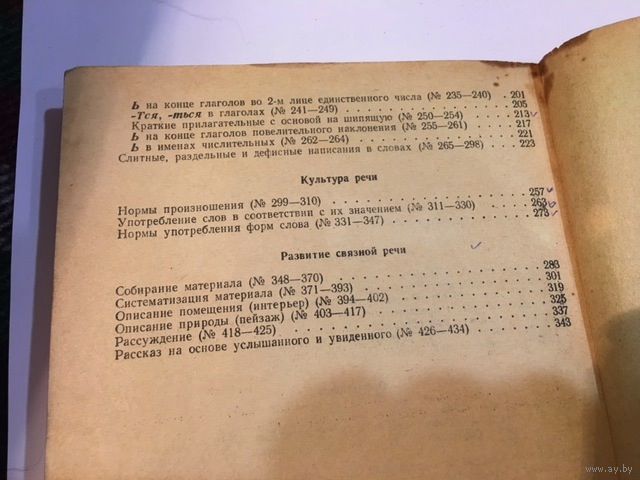 Ь на конце глаголов во 2-м лице единственного числа (№ 235—240) . 201
-Тся, -ться в глаголах (№ 241—249) . . . . . . . . . . . 205
Краткие прилагательные с основой на шипящую (№ 250—254) . . . . 213
Ь на конце глаголов повелительного наклонения (№ 255—261) . . . . 217
Ь в именах числительных (№ 262—264) . . . . . . . . . . 221
Слитные, раздельные и дефисные написания в словах (№ 265—298) . . 223
Культура речи
Нормы произношения (№ 299—310) . . . . . . . . . . . 257
Употребление слов в соответствии с их значением (№ 311—330) . . . 263
Нормы употребления форм слова (№ 331—347) . . . . . . . . 273
Развитие связной речи
Собирание материала (№ 348—370) . . . . . . . . . . . 283
Систематизация материала (№ 371—393) . . . . . . . . . . 301
Описание помещения (интерьер) (№ 394—402) . . . . . . . . 319
Описание природы (пейзаж) (№ 403—417) . . . . . . . . . 325
Рассуждение (№ 418—425) . . . . . . . . . . . . . 337
Рассказ на основе услышанного и увиденного (№ 426—434) . . . . . 343
www.ay.by